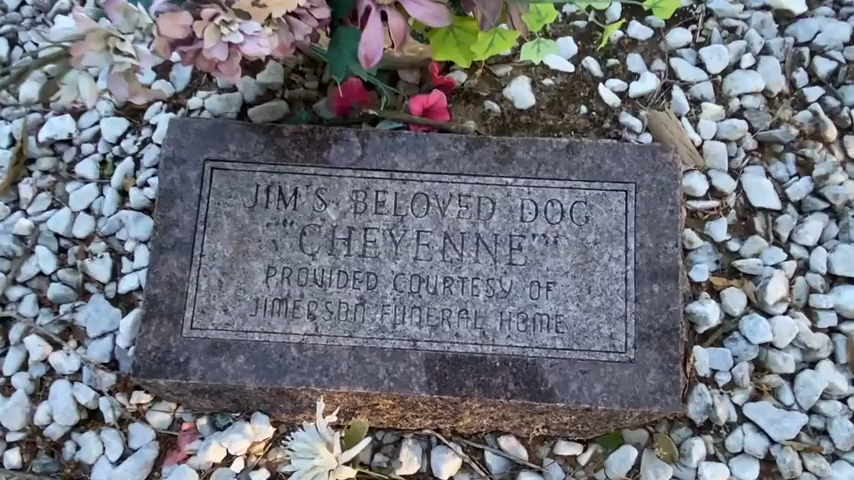 JIM'S BELOVED DOG
"CHEYENNE"
PROVIDED COURTESY OF
JIMERSON FUNERAL HOME